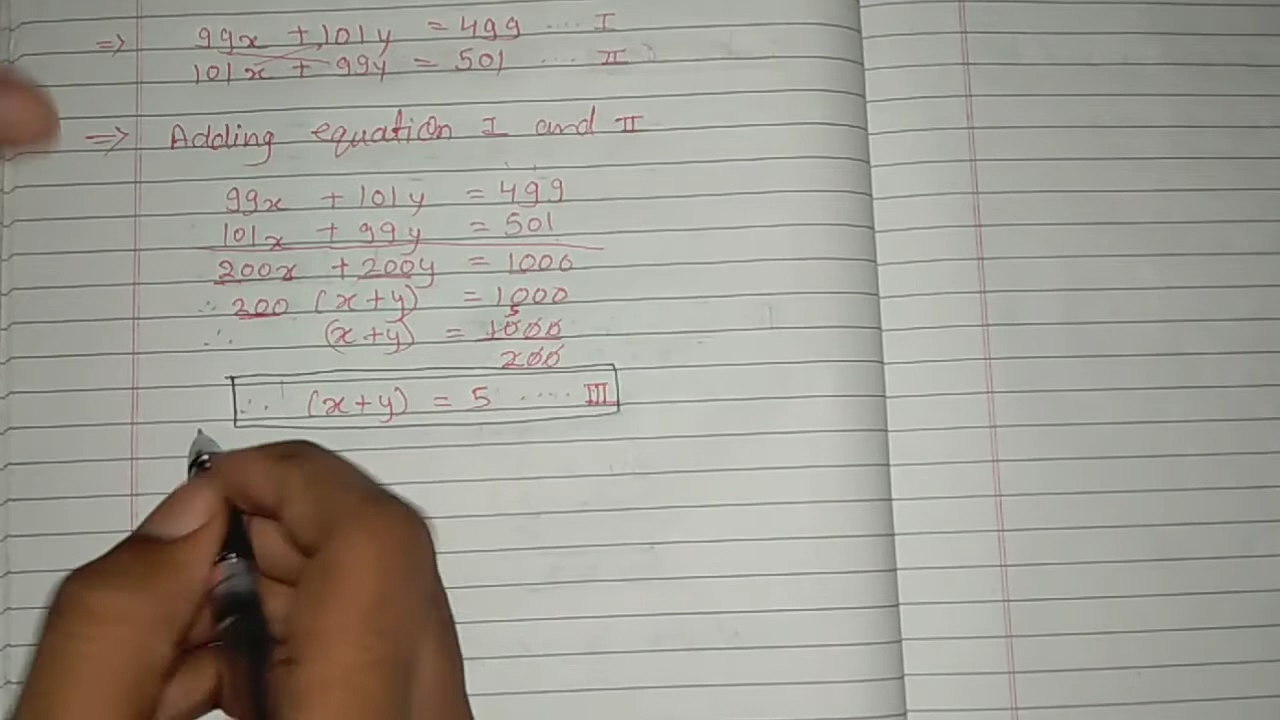 ⇒ 99x + 101y = 499 .... I
101x + 99y = 501 ... II
⇒ Adding equation I and II
99x + 101y = 499
101x + 99y = 501
200x + 200y = 1000
∴ 200 (x+y) = 1000
5
∴ (x+y) = 1000
200
∴ (x+y) = 5 .... III